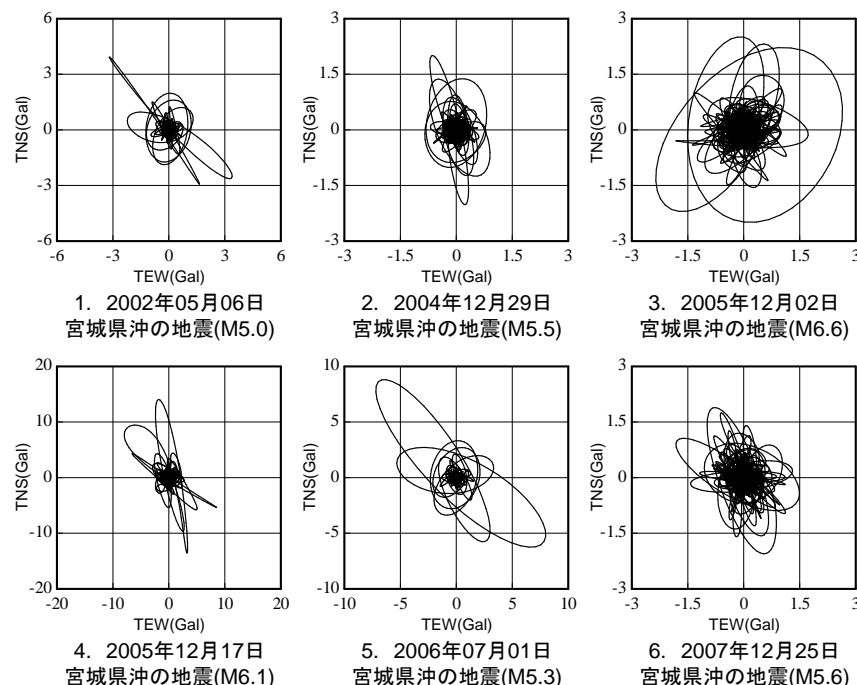 6
3
0
-3
-6
TNS(Gal)
-6 -3 0 3 6
TEW(Gal)
1. 2002年05月06日
宮城県沖の地震(M5.0)
3
1.5
0
-1.5
-3
TNS(Gal)
-3 -1.5 0 1.5 3
TEW(Gal)
2. 2004年12月29日
宮城県沖の地震(M5.5)
3
1.5
0
-1.5
-3
TNS(Gal)
-3 -1.5 0 1.5 3
TEW(Gal)
3. 2005年12月02日
宮城県沖の地震(M6.6)
20
10
0
-10
-20
TNS(Gal)
-20 -10 0 10 20
TEW(Gal)
4. 2005年12月17日
宮城県沖の地震(M6.1)
10
5
0
-5
-10
TNS(Gal)
-10 -5 0 5 10
TEW(Gal)
5. 2006年07月01日
宮城県沖の地震(M5.3)
3
1.5
0
-1.5
-3
TNS(Gal)
-3 -1.5 0 1.5 3
TEW(Gal)
6. 2007年12月25日
宮城県沖の地震(M5.6)